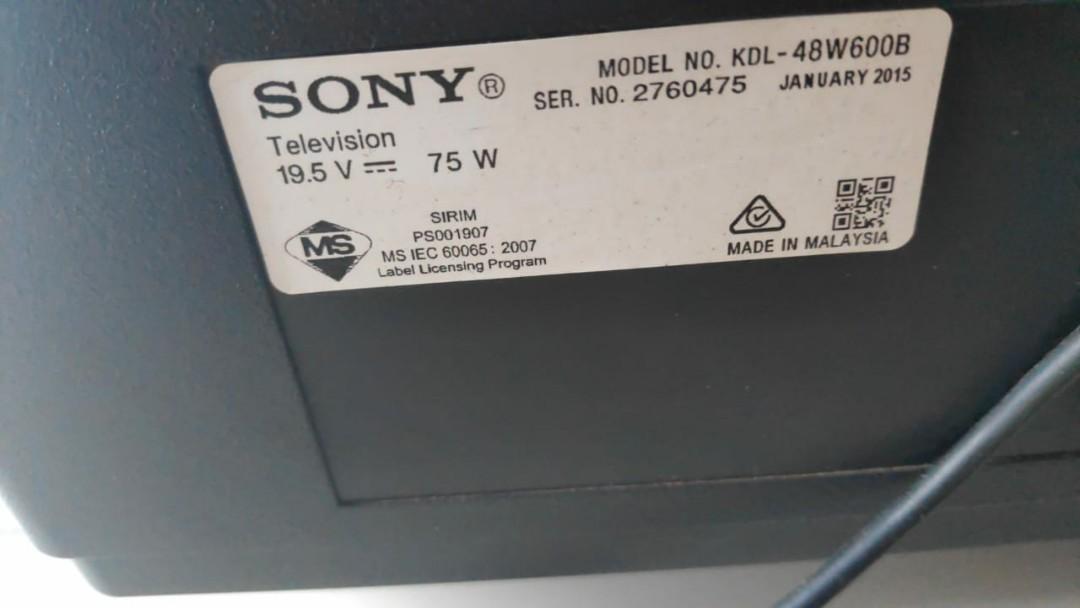 SONY®
MODEL NO. KDL-48W600B
SER. NO. 2760475 JANUARY 2015
Television
19.5 V ⎓ 75 W
MS
SIRIM
PS001907
MS IEC 60065 : 2007
Label Licensing Program
MADE IN MALAYSIA